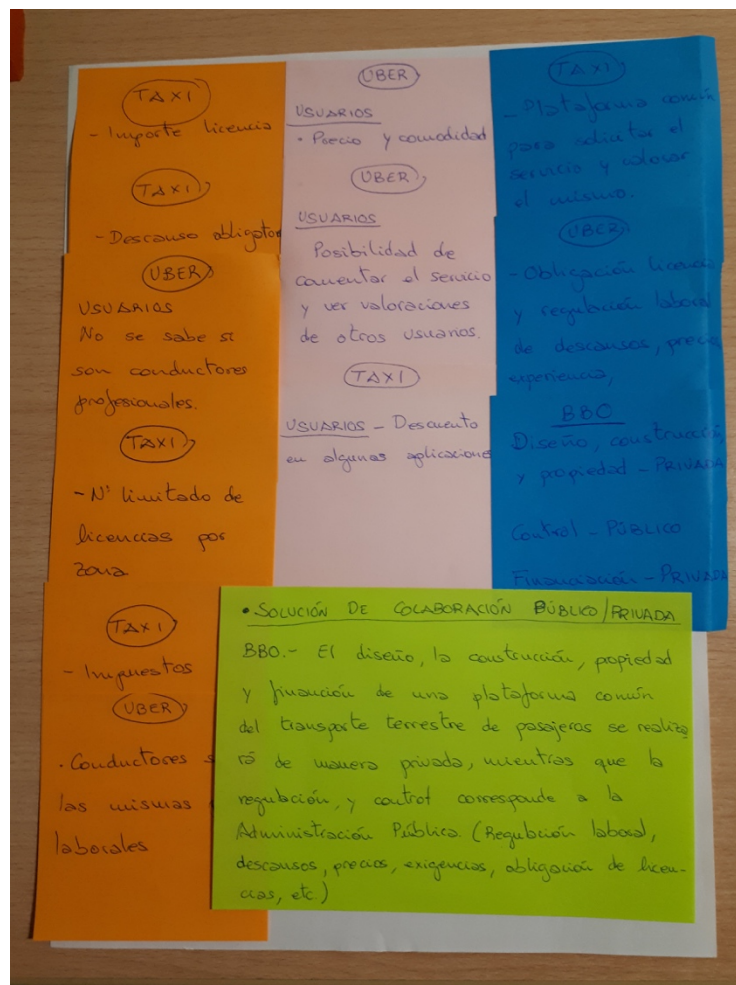 TAXI
- Importe licencia
TAXI
- Descanso obligator
UBER
USUARIOS
No se sabe si
son conductores
profesionales.
TAXI
- Nº limitado de
licencias por
zona
TAXI
- Impuestos
UBER
. Conductores s
las mismas
laborales
UBER
USUARIOS
• Precio y comodidad
UBER
USUARIOS
Posibilidad de
comentar el servicio
y ver valoraciones
de otros usuarios.
TAXI
USUARIOS - Descuento
en algunas aplicaciones
TAXI
- Plataforma común
para solicitar el
servicio y valorar
el mismo.
UBER
- Obligación licencia
y regulación laboral
de descansos, precio,
experiencia,
BBO
Diseño, construcción
y propiedad - PRIVADA
Control - PÚBLICO
Financiación - PRIVADA
• SOLUCIÓN DE COLABORACIÓN PÚBLICO/PRIVADA
BBO.- El diseño, la construcción, propiedad
y financión de una plataforma común
del transporte terrestre de pasajeros se realiza
rá de manera privada, mientras que la
regulación, y control corresponde a la
Administración Pública. (Regulación laboral,
descansos, precios, exigencias, obligación de licen-
cias, etc)